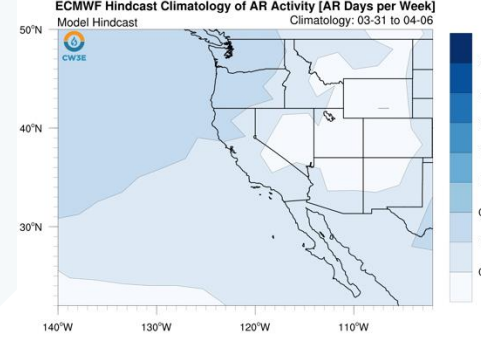 ECMWF Hindcast Climatology of AR Activity [AR Days per Week]
Model Hindcast
Climatology: 03-31 to 04-06
50°N
CW3E
40°N
30°N
140°W 130°W 120°W 110°W